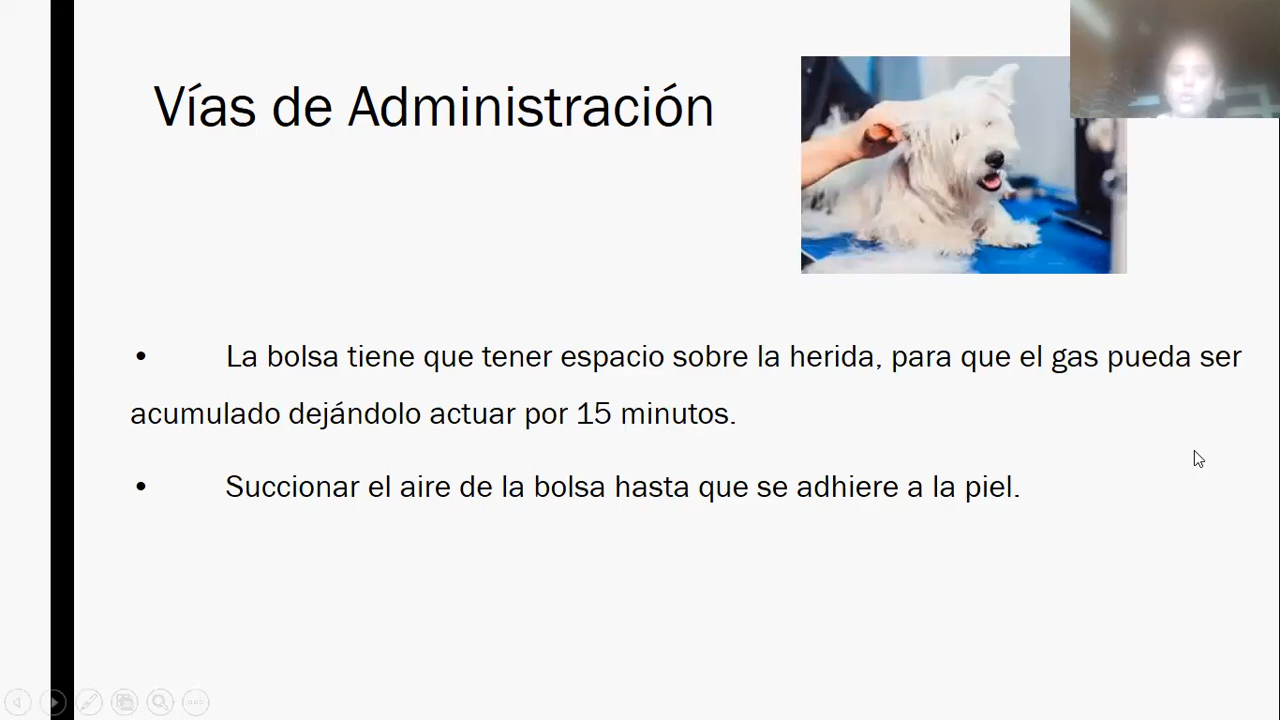 Vías de Administración
• La bolsa tiene que tener espacio sobre la herida, para que el gas pueda ser
acumulado dejándolo actuar por 15 minutos.
• Succionar el aire de la bolsa hasta que se adhiere a la piel.